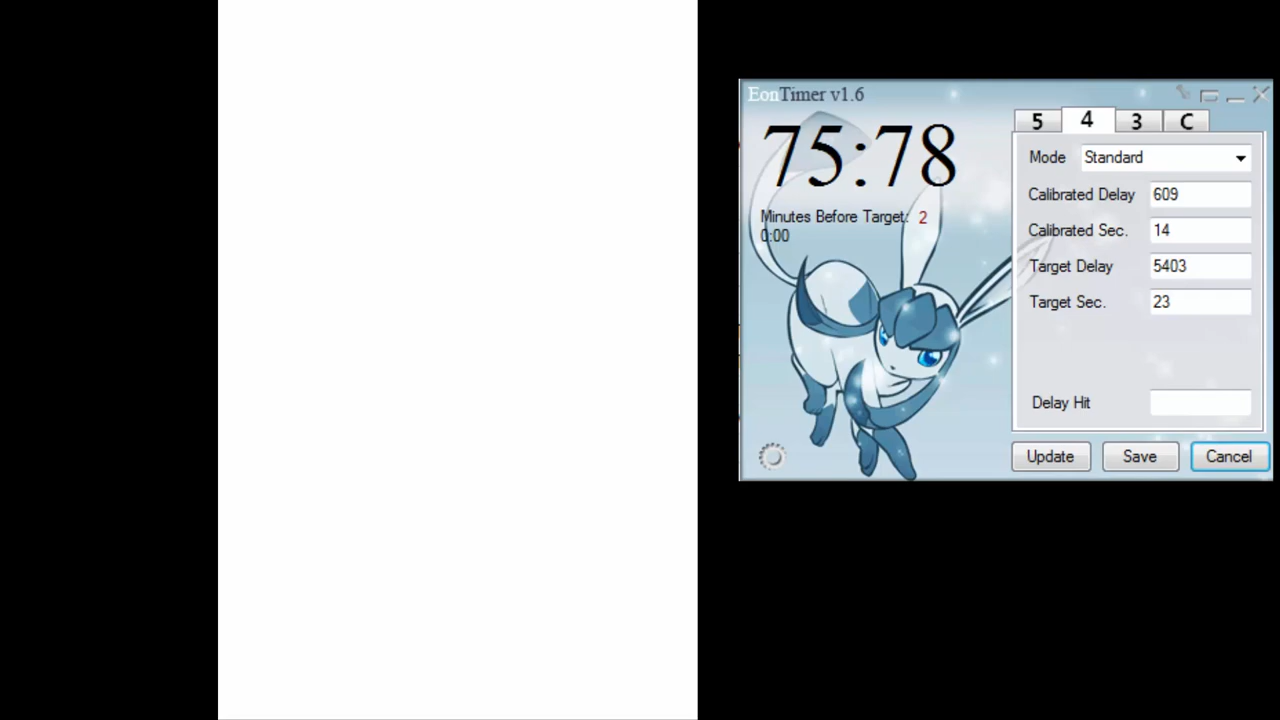 EonTimer v1.6
75:78
Minutes Before Target: 2
0:00
5 4 3 C
Mode Standard
Calibrated Delay 609
Calibrated Sec. 14
Target Delay 5403
Target Sec. 23
Delay Hit
Update Save Cancel